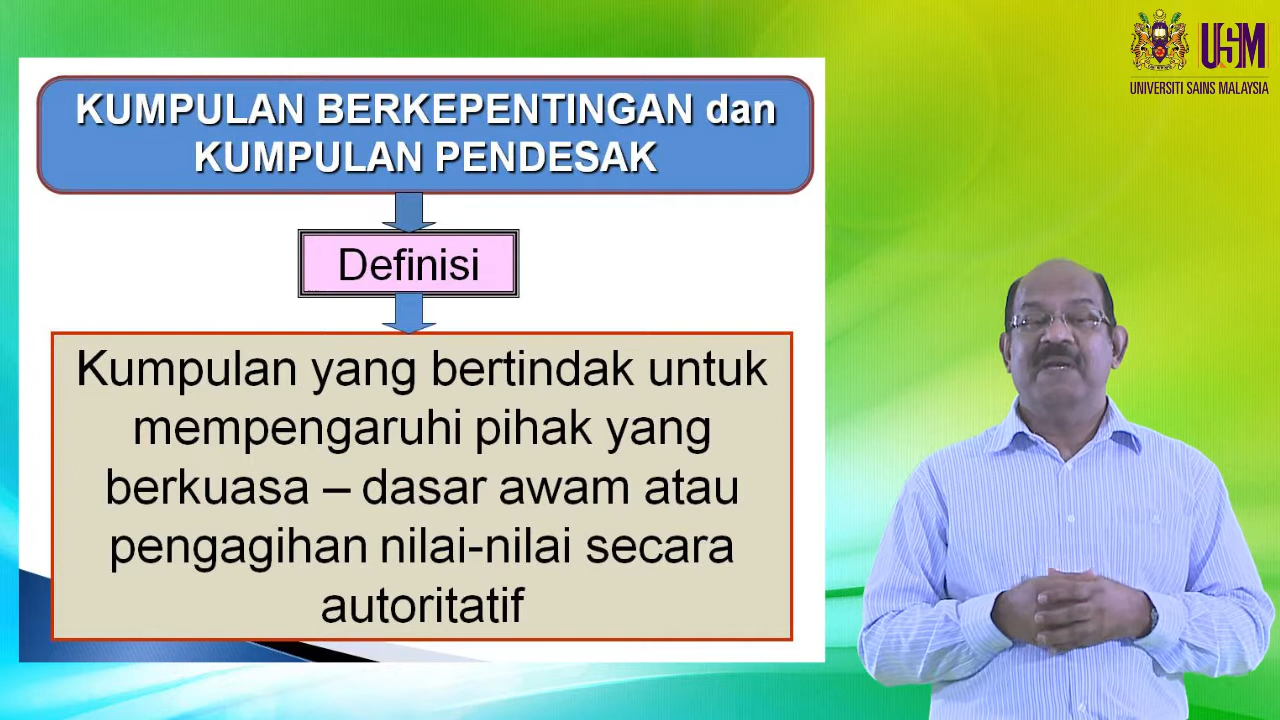 USM
UNIVERSITI SAINS MALAYSIA
KUMPULAN BERKEPENTINGAN dan
KUMPULAN PENDESAK
Definisi
Kumpulan yang bertindak untuk
mempengaruhi pihak yang
berkuasa – dasar awam atau
pengagihan nilai-nilai secara
autoritatif